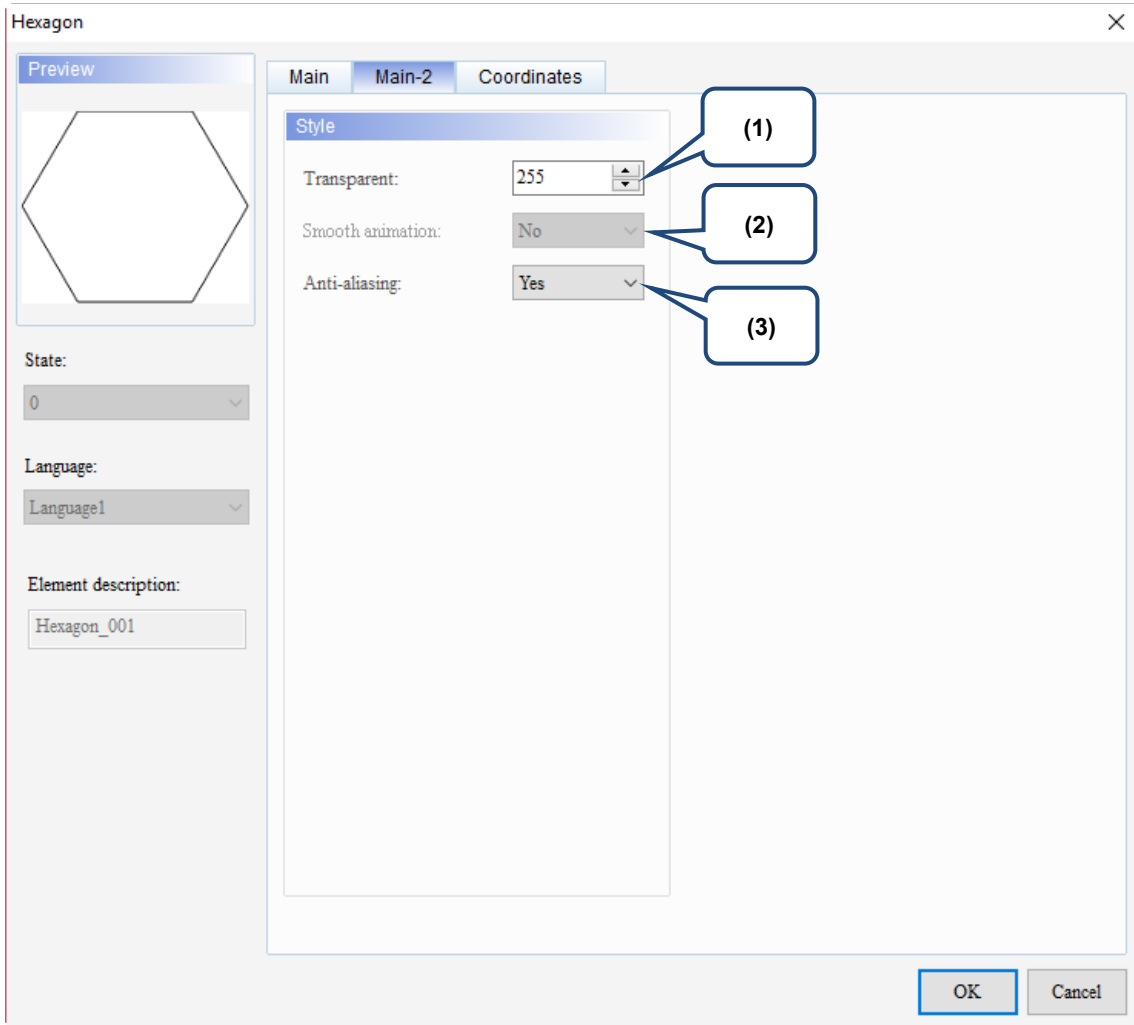 Hexagon
Preview
Main Main-2 Coordinates
Style
(1)
Transparent: 255
Smooth animation: No
(2)
Anti-aliasing: Yes
(3)
State:
0
Language:
Language1
Element description:
Hexagon_001
OK Cancel